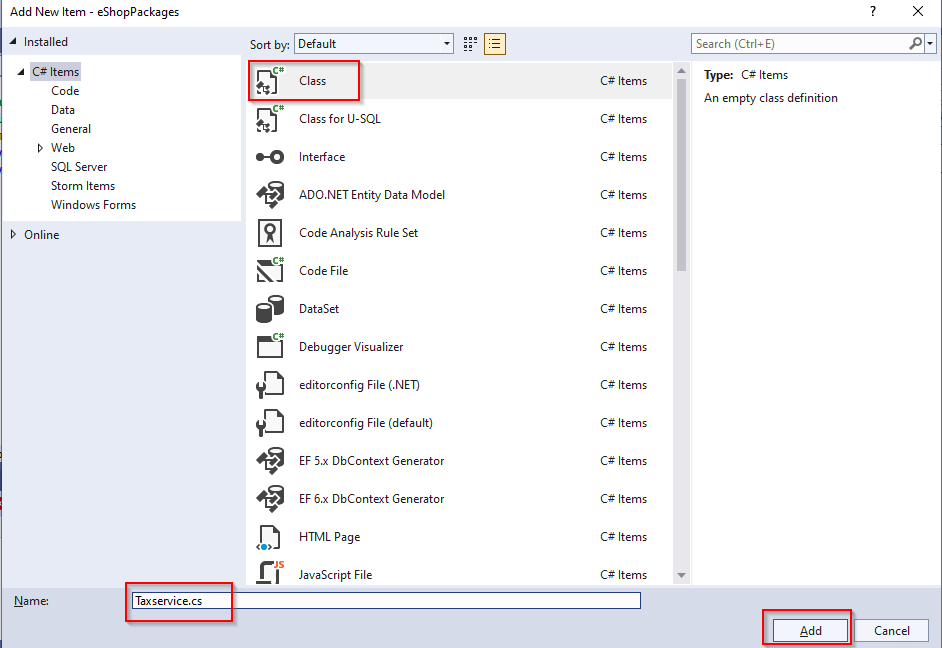 Add New Item - eShopPackages
?
Installed
C# Items
Code
Data
General
Web
SQL Server
Storm Items
Windows Forms
Online
Sort by: Default
Search (Ctrl+E)
C# Class C# Items
C# Class for U-SQL C# Items
Interface C# Items
ADO.NET Entity Data Model C# Items
Code Analysis Rule Set C# Items
C# Code File C# Items
DataSet C# Items
C# Debugger Visualizer C# Items
editorconfig File (.NET) C# Items
editorconfig File (default) C# Items
EF 5.x DbContext Generator C# Items
EF 6.x DbContext Generator C# Items
HTML Page C# Items
JS JavaScript File C# Items
Type: C# Items
An empty class definition
Name: Taxservice.cs
Add Cancel